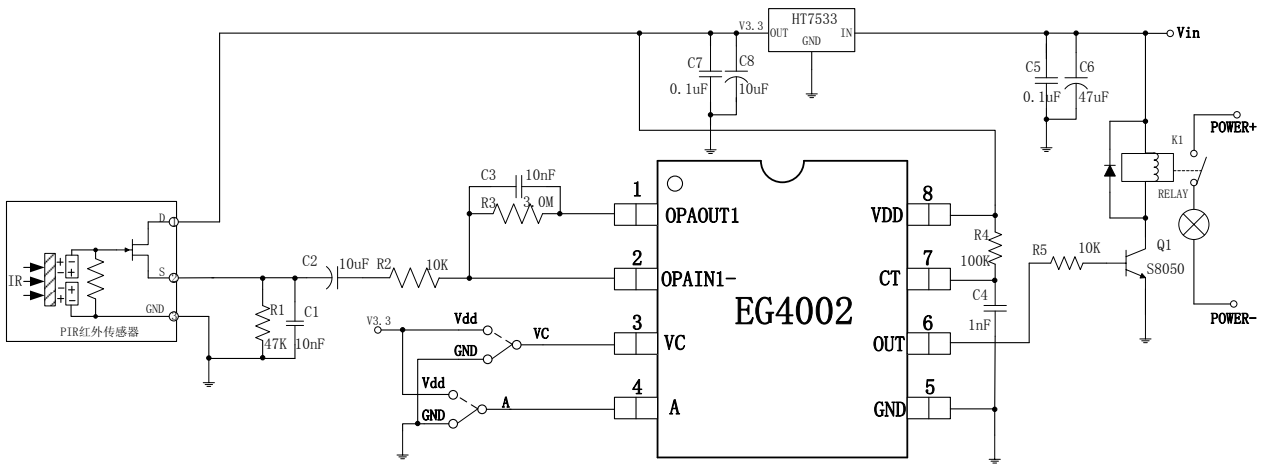 HT7533
V3.3
OUT
IN
GND
Vin
C7
C8
0.1uF
10uF
C5
C6
0.1uF
47uF
POWER+
K1
RELAY
C3
10nF
R3
3.0M
1
OPAOUT1
8
VDD
D
R4
100K
Q1
S8050
R5
10K
C2
10uF
R2
10K
2
OPAIN1-
7
CT
IR
S
C4
1nF
EG4002
GND
R1
C1
47K
10nF
PIR红外传感器
V3.3
Vdd
GND
VC
3
VC
6
OUT
POWER-
Vdd
GND
A
4
A
5
GND
+
-
-
+
+
-
-
+